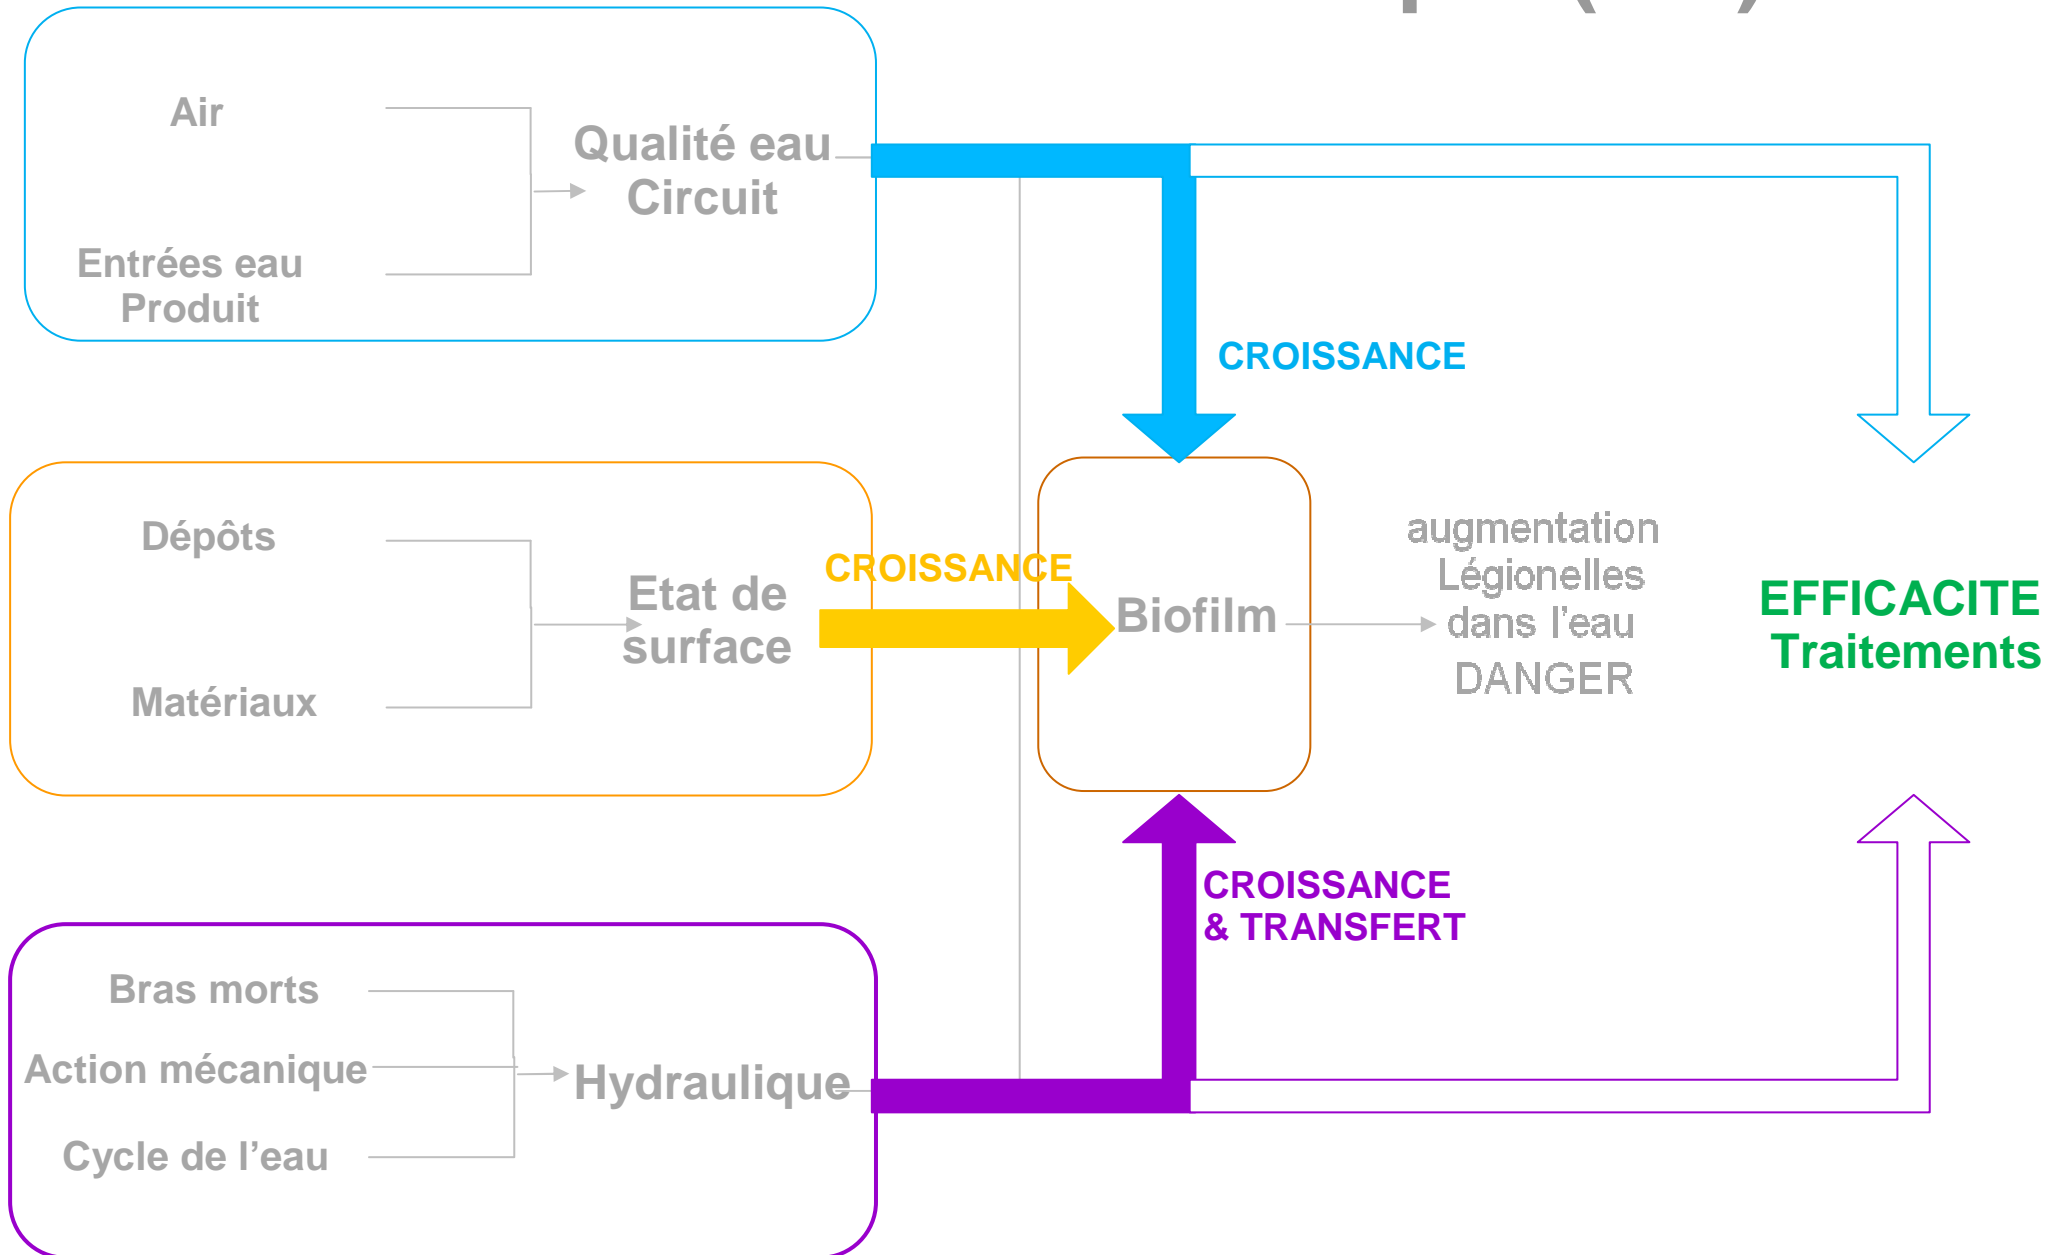 Air
Qualité eau
Circuit
Entrées eau
Produit
CROISSANCE
Dépôts
Matériaux
Etat de
surface
CROISSANCE
Biofilm
augmentation
Légionelles
dans l'eau
DANGER
EFFICACITE
Traitements
CROISSANCE
& TRANSFERT
Bras morts
Action mécanique
Cycle de l'eau
Hydraulique